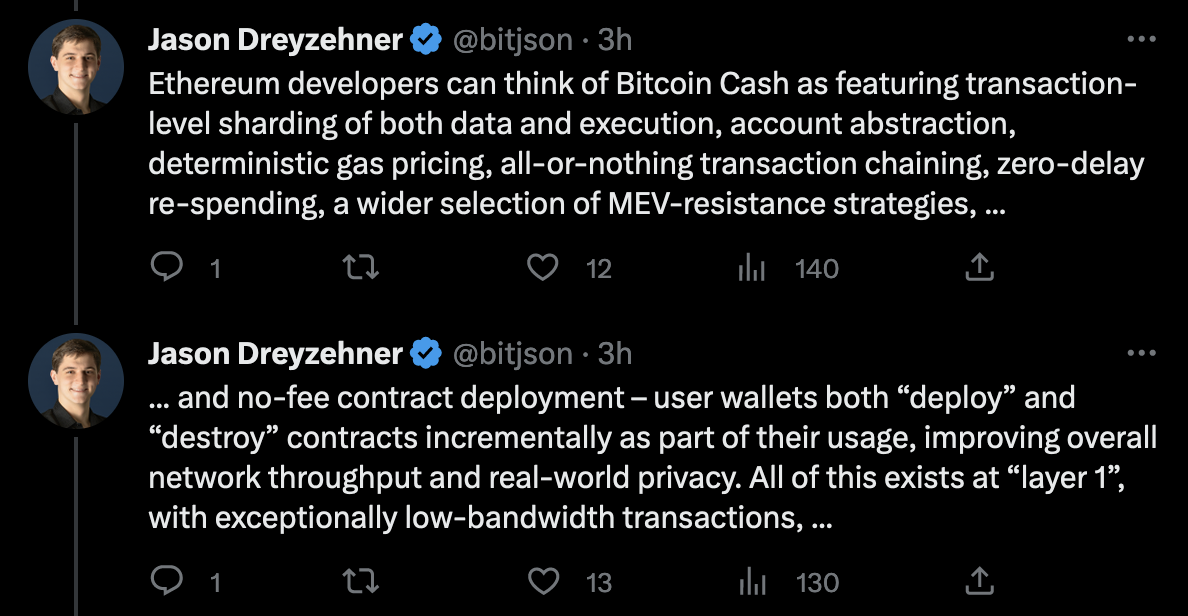 Jason Dreyzehner @bitjson · 3h
Ethereum developers can think of Bitcoin Cash as featuring transaction-
level sharding of both data and execution, account abstraction,
deterministic gas pricing, all-or-nothing transaction chaining, zero-delay
re-spending, a wider selection of MEV-resistance strategies, ...
1 12 140
Jason Dreyzehner @bitjson · 3h
... and no-fee contract deployment – user wallets both “deploy” and
“destroy” contracts incrementally as part of their usage, improving overall
network throughput and real-world privacy. All of this exists at “layer 1”,
with exceptionally low-bandwidth transactions, ...
1 13 130